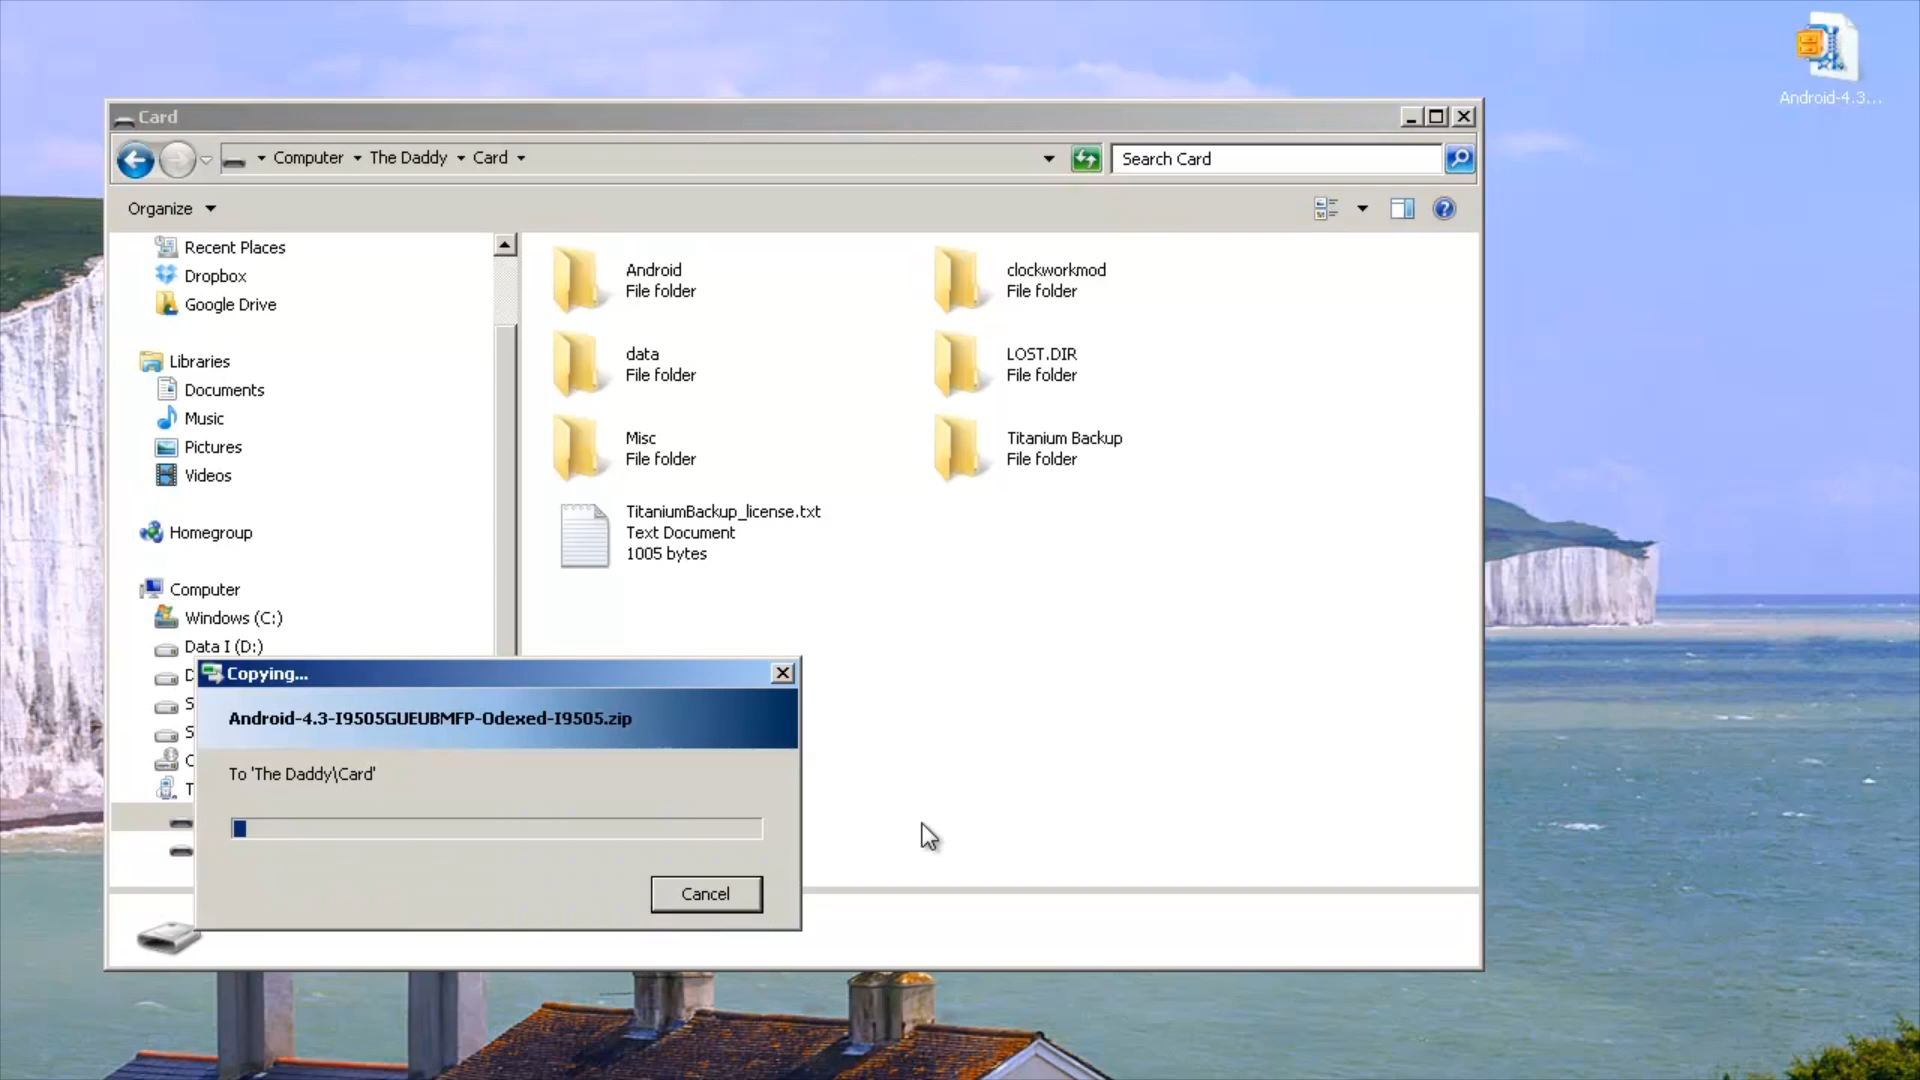 Android-4.3...
Card
Computer The Daddy Card
Search Card
Organize
Recent Places
Dropbox
Google Drive
Libraries
Documents
Music
Pictures
Videos
Homegroup
Computer
Windows (C:)
Data I (D:)
D
S
S
C
T
Android
File folder
clockworkmod
File folder
data
File folder
LOST.DIR
File folder
Misc
File folder
Titanium Backup
File folder
TitaniumBackup_license.txt
Text Document
1005 bytes
Copying...
Android-4.3-I9505GUEUBMFP-Odexed-I9505.zip
To 'The Daddy\Card'
Cancel